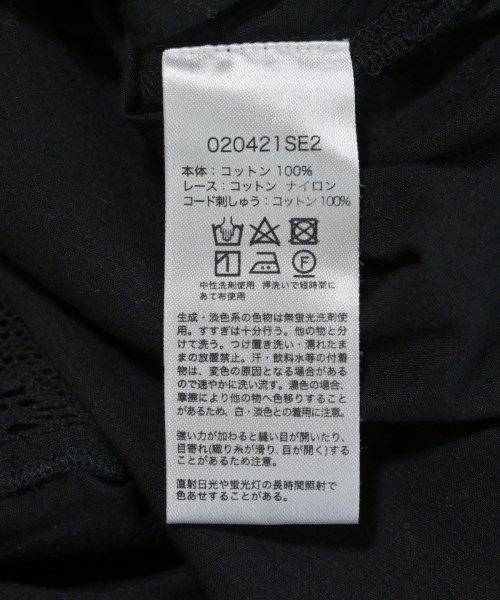 020421SE2
本体：コットン 100%
レース：コットン ナイロン
コード刺しゅう：コットン 100%
F
中性洗剤使用 押洗いで短時間に
あて布使用
生成・淡色系の色物は無蛍光洗剤使
用。すすぎは十分行う。他の物と分
けて洗う。つけ置き洗い・濡れたま
まの放置禁止。汗・飲料水等の付着
物は、変色の原因となる場合がある
ので速やかに洗い流す。濃色の場合、
摩擦により他の物へ色移りすること
があるため、白・淡色との着用に注意。
強い力が加わると縫い目が開いたり、
目寄れ(織り糸が滑り、目が開く)する
ことがあるため注意。
直射日光や蛍光灯の長時間照射で
色あせすることがある。